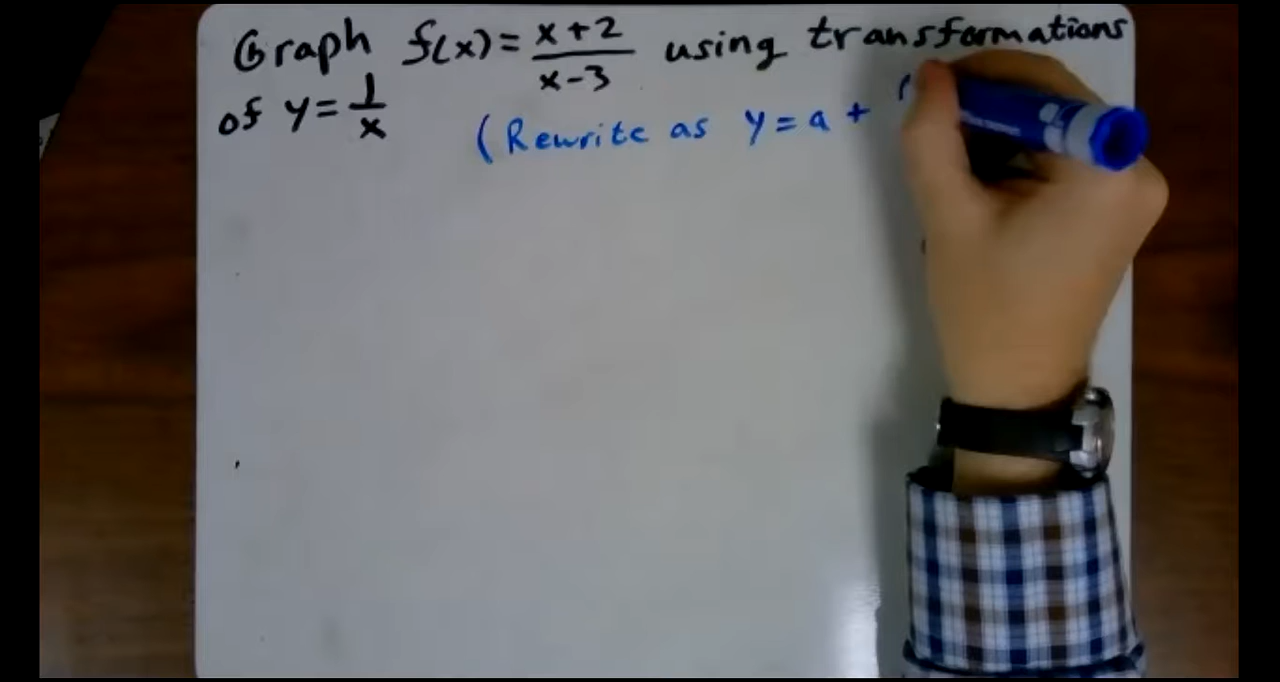 Graph f(x) = x+2 / x-3 using transformations
of y = 1/x (Rewrite as y = a +